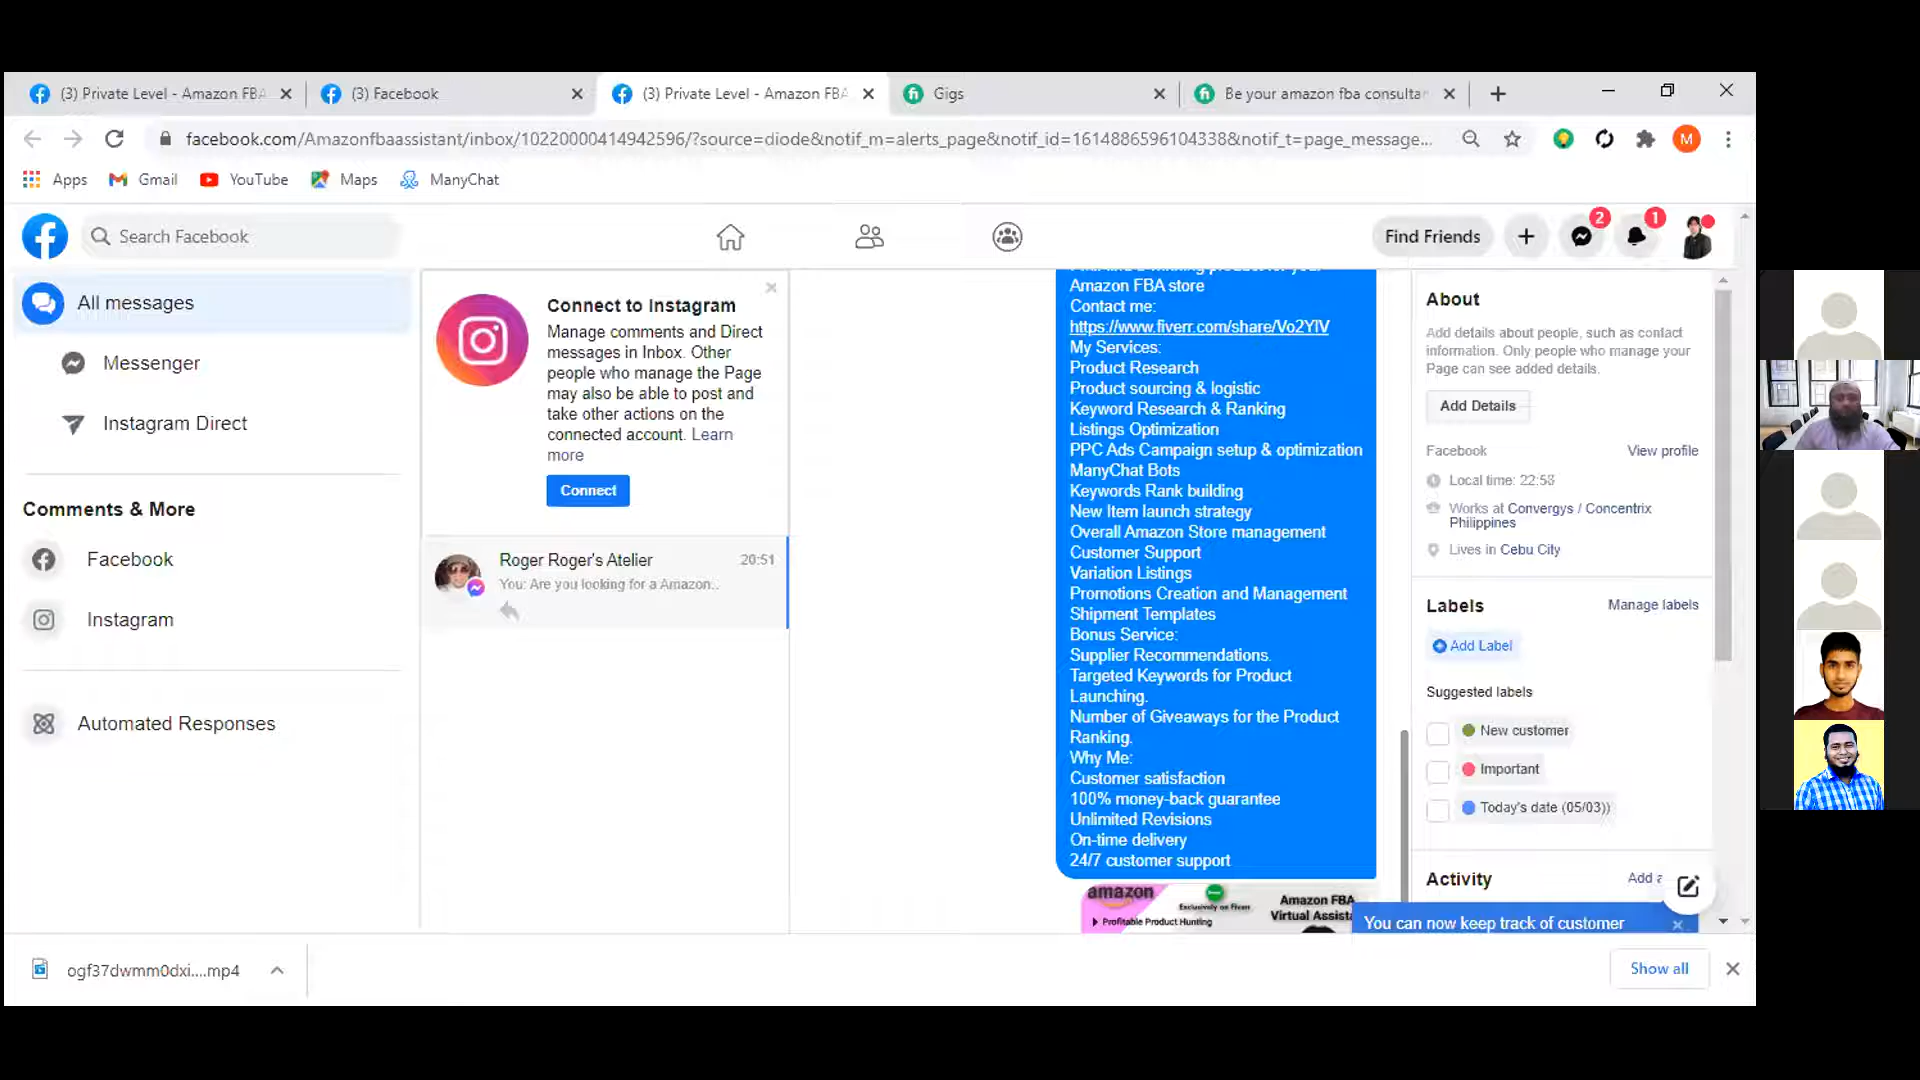 (3) Private Level - Amazon FBA
(3) Facebook
(3) Private Level - Amazon FBA
Gigs
Be your amazon fba consultan
facebook.com/Amazonfbaassistant/inbox/10220000414942596/?source=diode&notif_m=alerts_page&notif_id=1614886596104338&notif_t=page_message...
M
Apps
Gmail
YouTube
Maps
ManyChat
Search Facebook
Find Friends
2
1
All messages
Messenger
Instagram Direct
Comments & More
Facebook
Instagram
Automated Responses
Connect to Instagram
Manage comments and Direct
messages in Inbox. Other
people who manage the Page
may also be able to post and
take other actions on the
connected account. Learn
more
Connect
Roger Roger's Atelier
20:51
You: Are you looking for a Amazon..
Amazon FBA store
Contact me:
https://www.fiverr.com/share/Vo2YlV
My Services:
Product Research
Product sourcing & logistic
Keyword Research & Ranking
Listings Optimization
PPC Ads Campaign setup & optimization
ManyChat Bots
Keywords Rank building
New Item launch strategy
Overall Amazon Store management
Customer Support
Variation Listings
Promotions Creation and Management
Shipment Templates
Bonus Service:
Supplier Recommendations.
Targeted Keywords for Product
Launching.
Number of Giveaways for the Product
Ranking.
Why Me:
Customer satisfaction
100% money-back guarantee
Unlimited Revisions
On-time delivery
24/7 customer support
amazon
Exclusively on Fiverr
Profitable Product Hunting
Amazon FBA
Virtual Assista
About
Add details about people, such as contact
information. Only people who manage your
Page can see added details.
Add Details
Facebook
View profile
Local time: 22:58
Works at Convergys / Concentrix
Philippines
Lives in Cebu City
Labels
Manage labels
Add Label
Suggested labels
New customer
Important
Today's date (05/03))
Activity
Add a
You can now keep track of customer
ogf37dwmm0dxi....mp4
Show all